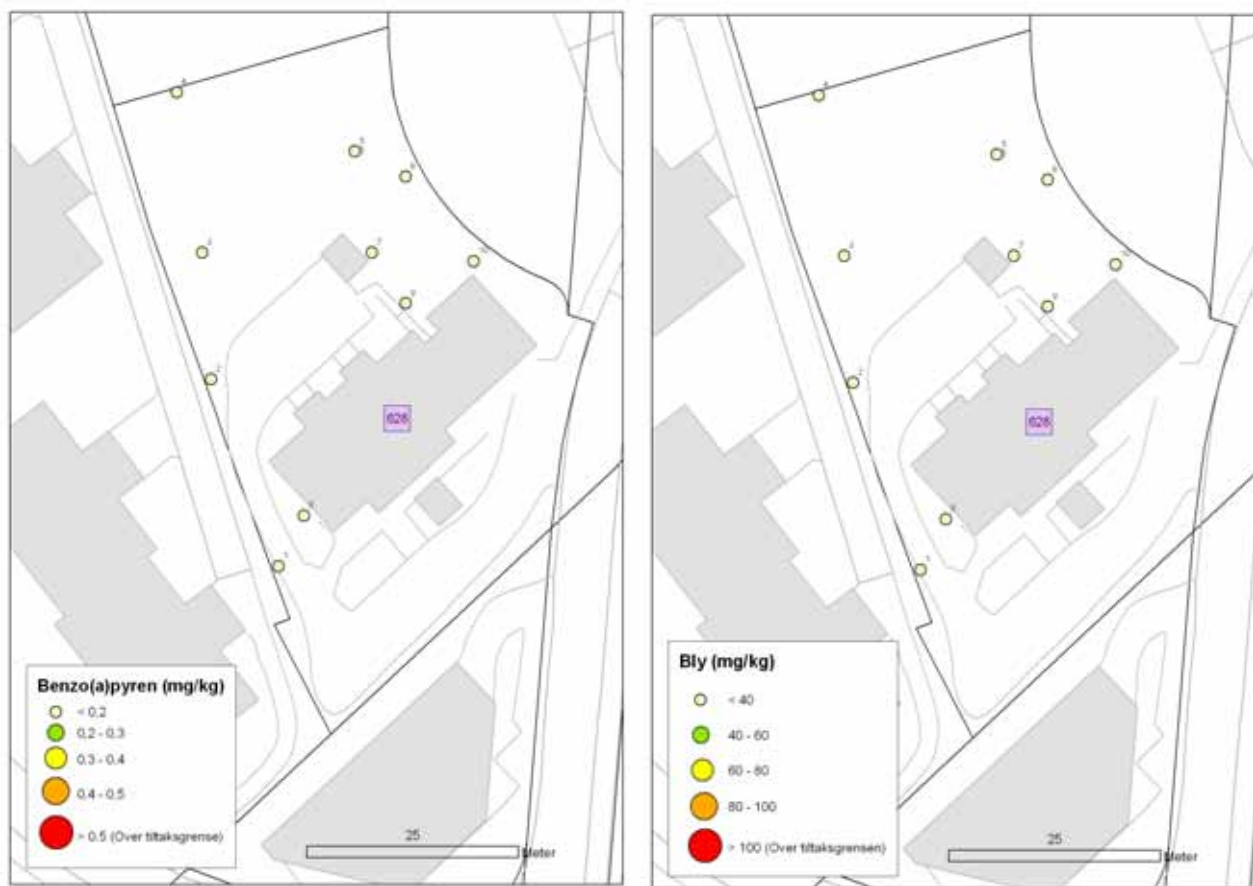 628
Benzo(a)pyren (mg/kg)
< 0,2
0,2 - 0,3
0,3 - 0,4
0,4 - 0,5
> 0.5 (Over tiltaksgrense)
25
Meter
628
Bly (mg/kg)
< 40
40 - 60
60 - 80
80 - 100
> 100 (Over tiltaksgrensen)
25
Meter